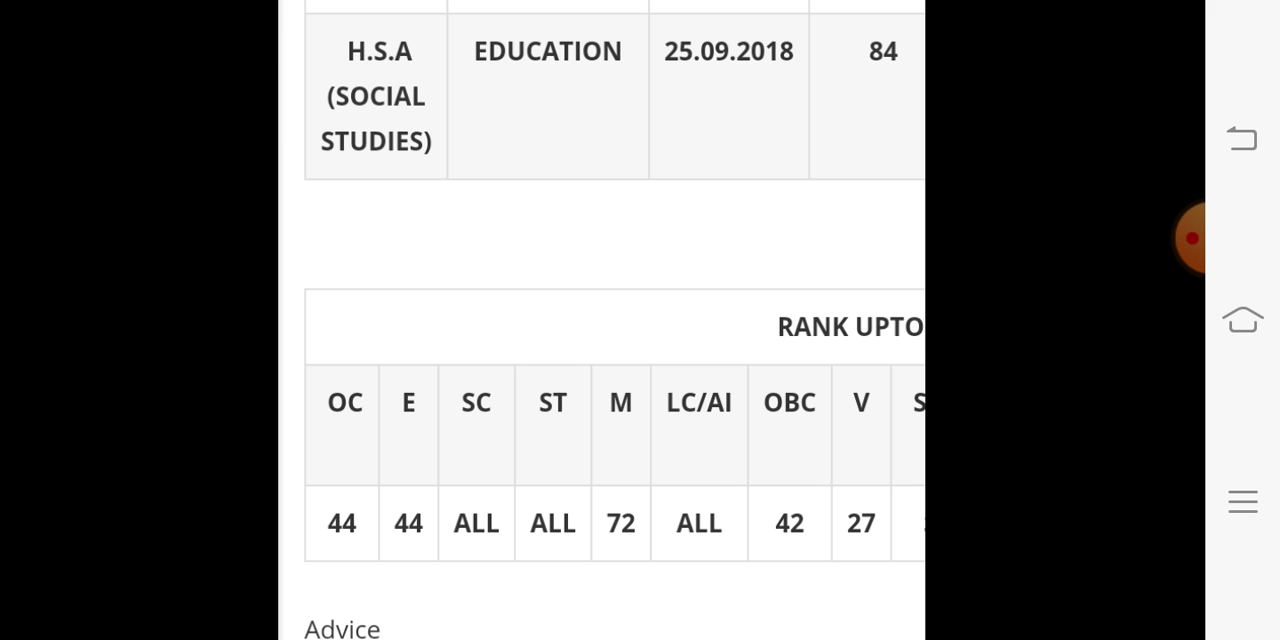 H.S.A EDUCATION 25.09.2018 84
(SOCIAL
STUDIES)
RANK UPTO
OC E SC ST M LC/AI OBC V
44 44 ALL ALL 72 ALL 42 27
Advice